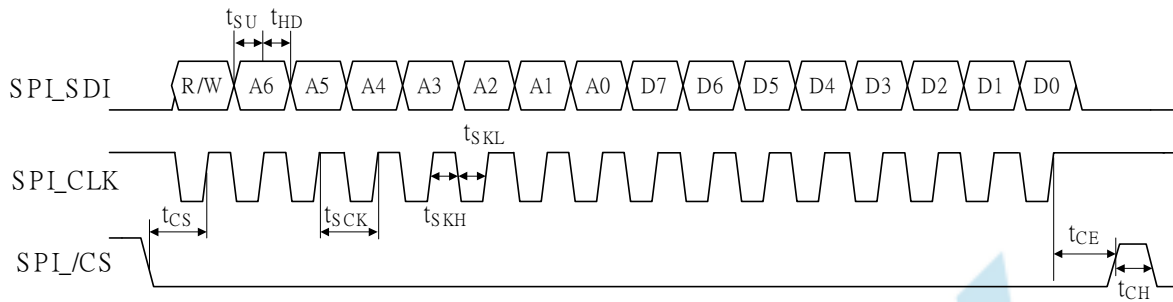 tSU tHD
SPI_SDI R/W A6 A5 A4 A3 A2 A1 A0 D7 D6 D5 D4 D3 D2 D1 D0
tSKL
SPI_CLK
tCS tSCK tSKH
tCE
SPI_/CS
tCH